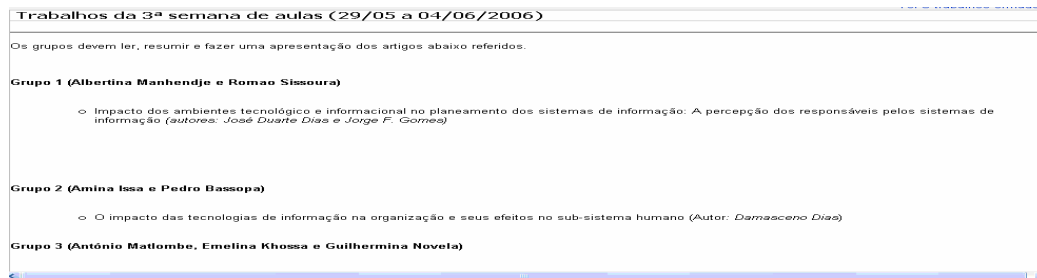 Trabalhos da 3ª semana de aulas (29/05 a 04/06/2006)
Os grupos devem ler, resumir e fazer uma apresentação dos artigos abaixo referidos.
Grupo 1 (Albertina Manhendje e Romao Sissoura)
o Impacto dos ambientes tecnológico e informacional no planeamento dos sistemas de informação: A percepção dos responsáveis pelos sistemas de
informação (autores: José Duarte Dias e Jorge F. Gomes)
Grupo 2 (Amina Issa e Pedro Bassopa)
o O impacto das tecnologias de informação na organização e seus efeitos no sub-sistema humano (Autor: Damasceno Dias)
Grupo 3 (António Matlombe, Emelina Khossa e Guilhermina Novela)